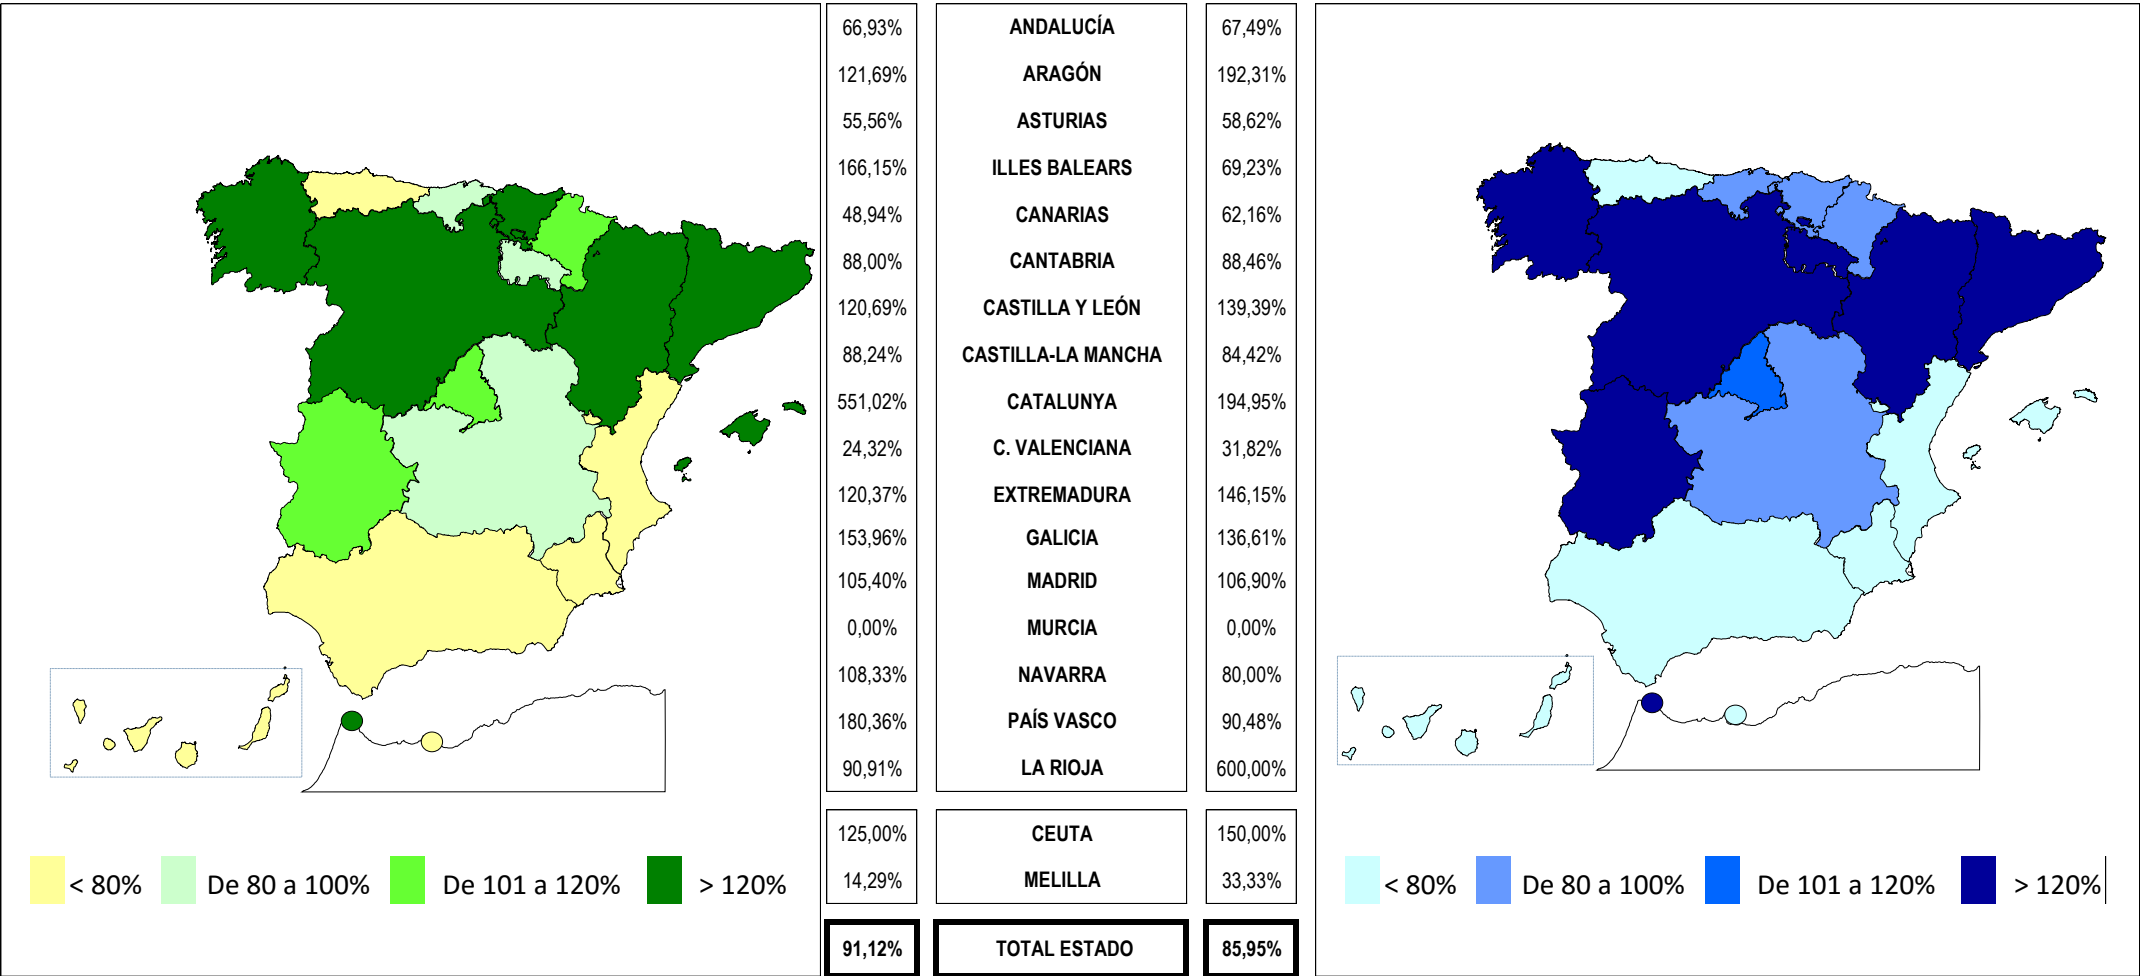 66,93% ANDALUCÍA 67,49%
121,69% ARAGÓN 192,31%
55,56% ASTURIAS 58,62%
166,15% ILLES BALEARS 69,23%
48,94% CANARIAS 62,16%
88,00% CANTABRIA 88,46%
120,69% CASTILLA Y LEÓN 139,39%
88,24% CASTILLA-LA MANCHA 84,42%
551,02% CATALUNYA 194,95%
24,32% C. VALENCIANA 31,82%
120,37% EXTREMADURA 146,15%
153,96% GALICIA 136,61%
105,40% MADRID 106,90%
0,00% MURCIA 0,00%
108,33% NAVARRA 80,00%
180,36% PAÍS VASCO 90,48%
90,91% LA RIOJA 600,00%
125,00% CEUTA 150,00%
14,29% MELILLA 33,33%
91,12% TOTAL ESTADO 85,95%
< 80% De 80 a 100% De 101 a 120% > 120%
< 80% De 80 a 100% De 101 a 120% > 120%